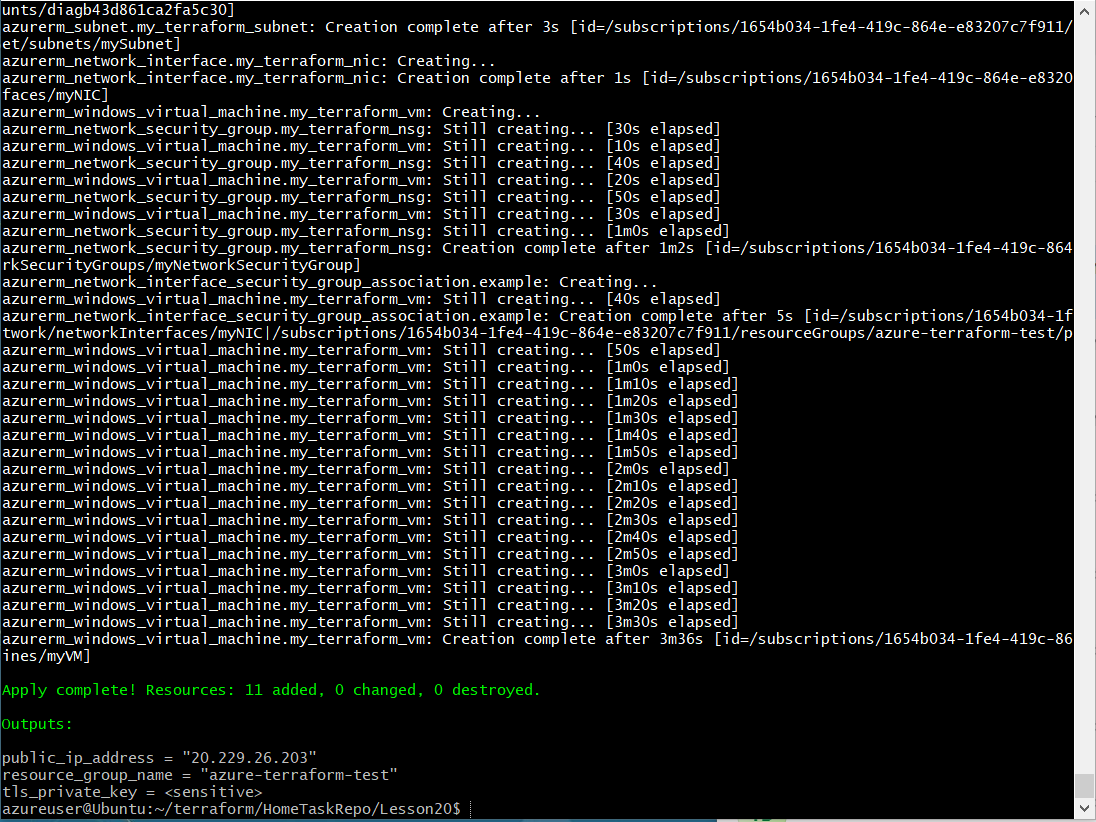 unts/diagb43d861ca2fa5c30]
azurerm_subnet.my_terraform_subnet: Creation complete after 3s [id=/subscriptions/1654b034-1fe4-419c-864e-e83207c7f911/
et/subnets/mySubnet]
azurerm_network_interface.my_terraform_nic: Creating...
azurerm_network_interface.my_terraform_nic: Creation complete after 1s [id=/subscriptions/1654b034-1fe4-419c-864e-e8320
faces/myNIC]
azurerm_windows_virtual_machine.my_terraform_vm: Creating...
azurerm_network_security_group.my_terraform_nsg: Still creating... [30s elapsed]
azurerm_windows_virtual_machine.my_terraform_vm: Still creating... [10s elapsed]
azurerm_network_security_group.my_terraform_nsg: Still creating... [40s elapsed]
azurerm_windows_virtual_machine.my_terraform_vm: Still creating... [20s elapsed]
azurerm_network_security_group.my_terraform_nsg: Still creating... [50s elapsed]
azurerm_windows_virtual_machine.my_terraform_vm: Still creating... [30s elapsed]
azurerm_network_security_group.my_terraform_nsg: Still creating... [1m0s elapsed]
azurerm_network_security_group.my_terraform_nsg: Creation complete after 1m2s [id=/subscriptions/1654b034-1fe4-419c-864
rkSecurityGroups/myNetworkSecurityGroup]
azurerm_network_interface_security_group_association.example: Creating...
azurerm_windows_virtual_machine.my_terraform_vm: Still creating... [40s elapsed]
azurerm_network_interface_security_group_association.example: Creation complete after 5s [id=/subscriptions/1654b034-1f
twork/networkInterfaces/myNIC|/subscriptions/1654b034-1fe4-419c-864e-e83207c7f911/resourceGroups/azure-terraform-test/p
azurerm_windows_virtual_machine.my_terraform_vm: Still creating... [50s elapsed]
azurerm_windows_virtual_machine.my_terraform_vm: Still creating... [1m0s elapsed]
azurerm_windows_virtual_machine.my_terraform_vm: Still creating... [1m10s elapsed]
azurerm_windows_virtual_machine.my_terraform_vm: Still creating... [1m20s elapsed]
azurerm_windows_virtual_machine.my_terraform_vm: Still creating... [1m30s elapsed]
azurerm_windows_virtual_machine.my_terraform_vm: Still creating... [1m40s elapsed]
azurerm_windows_virtual_machine.my_terraform_vm: Still creating... [1m50s elapsed]
azurerm_windows_virtual_machine.my_terraform_vm: Still creating... [2m0s elapsed]
azurerm_windows_virtual_machine.my_terraform_vm: Still creating... [2m10s elapsed]
azurerm_windows_virtual_machine.my_terraform_vm: Still creating... [2m20s elapsed]
azurerm_windows_virtual_machine.my_terraform_vm: Still creating... [2m30s elapsed]
azurerm_windows_virtual_machine.my_terraform_vm: Still creating... [2m40s elapsed]
azurerm_windows_virtual_machine.my_terraform_vm: Still creating... [2m50s elapsed]
azurerm_windows_virtual_machine.my_terraform_vm: Still creating... [3m0s elapsed]
azurerm_windows_virtual_machine.my_terraform_vm: Still creating... [3m10s elapsed]
azurerm_windows_virtual_machine.my_terraform_vm: Still creating... [3m20s elapsed]
azurerm_windows_virtual_machine.my_terraform_vm: Still creating... [3m30s elapsed]
azurerm_windows_virtual_machine.my_terraform_vm: Creation complete after 3m36s [id=/subscriptions/1654b034-1fe4-419c-86
ines/myVM]
Apply complete! Resources: 11 added, 0 changed, 0 destroyed.
Outputs:
public_ip_address = "20.229.26.203"
resource_group_name = "azure-terraform-test"
tls_private_key = <sensitive>
azureuser@Ubuntu:~/terraform/HomeTaskRepo/Lesson20$